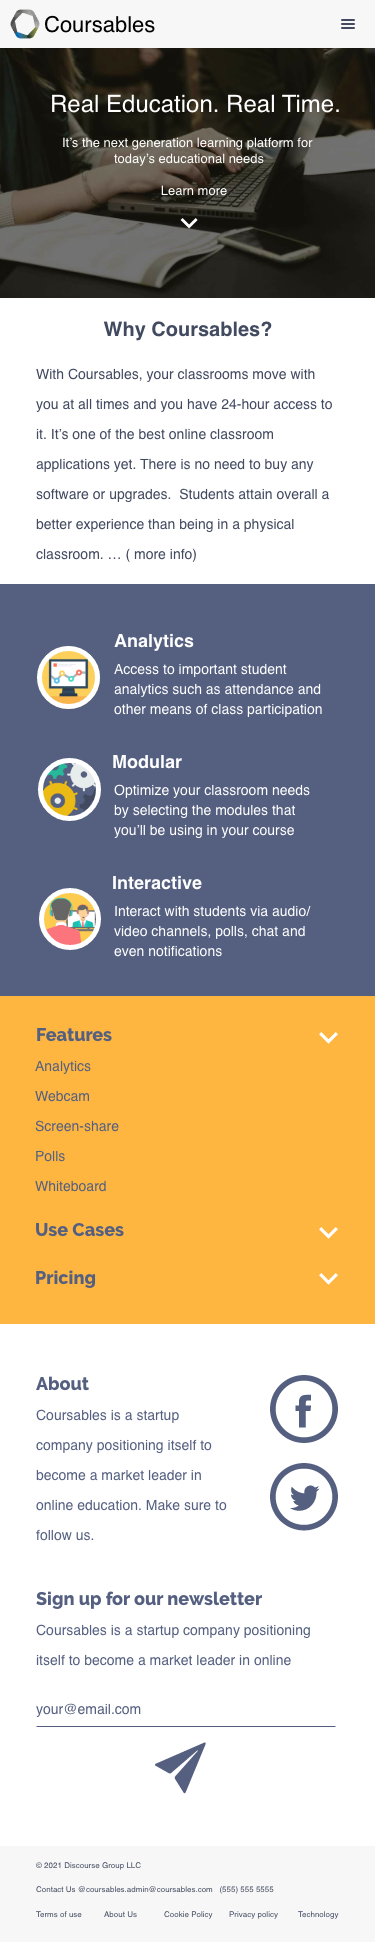 Coursables
Real Education. Real Time.
It's the next generation learning platform for
today's educational needs
Learn more
Why Coursables?
With Coursables, your classrooms move with
you at all times and you have 24-hour access to
it. It's one of the best online classroom
applications yet. There is no need to buy any
software or upgrades.  Students attain overall a
better experience than being in a physical
classroom. … ( more info)
Analytics
Access to important student
analytics such as attendance and
other means of class participation
Modular
Optimize your classroom needs
by selecting the modules that
you'll be using in your course
Interactive
Interact with students via audio/
video channels, polls, chat and
even notifications
Features
Analytics
Webcam
Screen-share
Polls
Whiteboard
Use Cases
Pricing
About
Coursables is a startup
company positioning itself to
become a market leader in
online education. Make sure to
follow us.
Sign up for our newsletter
Coursables is a startup company positioning
itself to become a market leader in online
your@email.com
© 2021 Discourse Group LLC
Contact Us @coursables.admin@coursables.com   (555) 555 5555
Terms of use   About Us   Cookie Policy   Privacy policy   Technology